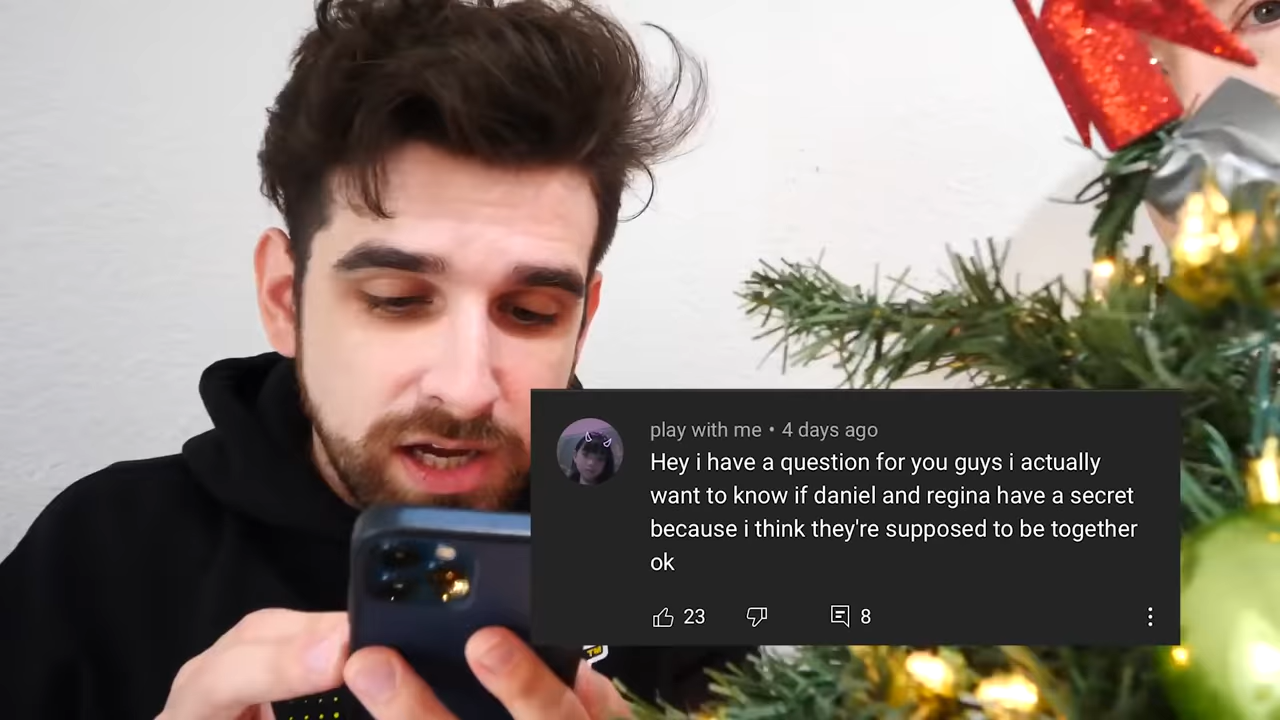 play with me • 4 days ago
Hey i have a question for you guys i actually
want to know if daniel and regina have a secret
because i think they're supposed to be together
ok
23
8
TM